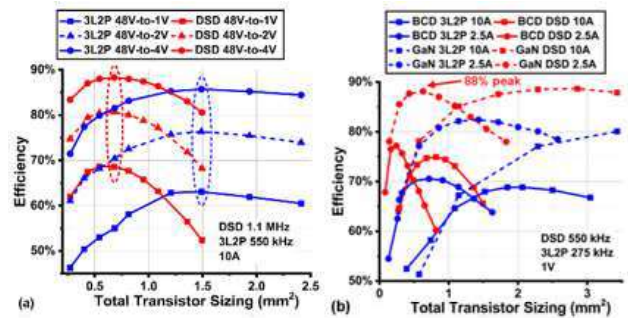 3L2P 48V-to-1V
DSD 48V-to-1V
3L2P 48V-to-2V
DSD 48V-to-2V
3L2P 48V-to-4V
DSD 48V-to-4V
90%
80%
70%
60%
50%
Efficiency
DSD 1.1 MHz
3L2P 550 kHz
10A
0.5 1.0 1.5 2.0 2.5
(a) Total Transistor Sizing (mm²)
BCD 3L2P 10A
BCD DSD 10A
BCD 3L2P 2.5A
BCD DSD 2.5A
GaN 3L2P 10A
GaN DSD 10A
GaN 3L2P 2.5A
GaN DSD 2.5A
90%
80%
70%
60%
50%
Efficiency
88% peak
DSD 550 kHz
3L2P 275 kHz
1V
0 1 2 3
(b) Total Transistor Sizing (mm²)